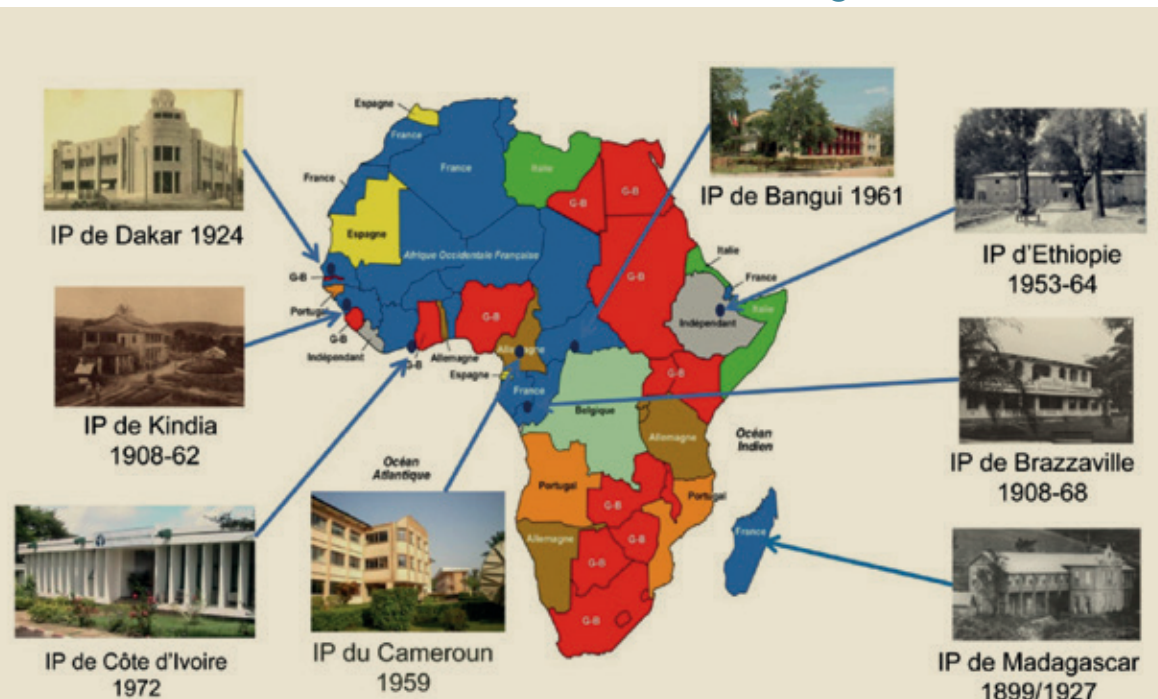 IP de Dakar 1924
IP de Kindia
1908-62
IP de Côte d'Ivoire
1972
IP du Cameroun
1959
IP de Bangui 1961
IP d'Ethiopie
1953-64
IP de Brazzaville
1908-68
IP de Madagascar
1899/1927
Espagne
France
France
France
Italie
G-B
G-B
Espagne
Afrique Occidentale Française
G-B
Italie
France
G-B
Portugal
G-B
Indépendant
G-B
Allemagne
G-B
Allemagne
Espagne
France
Indépendant
Italie
G-B
Belgique
Allemagne
Océan
Atlantique
Océan
Indien
Portugal
G-B
Portugal
Allemagne
G-B
G-B
France
G-B